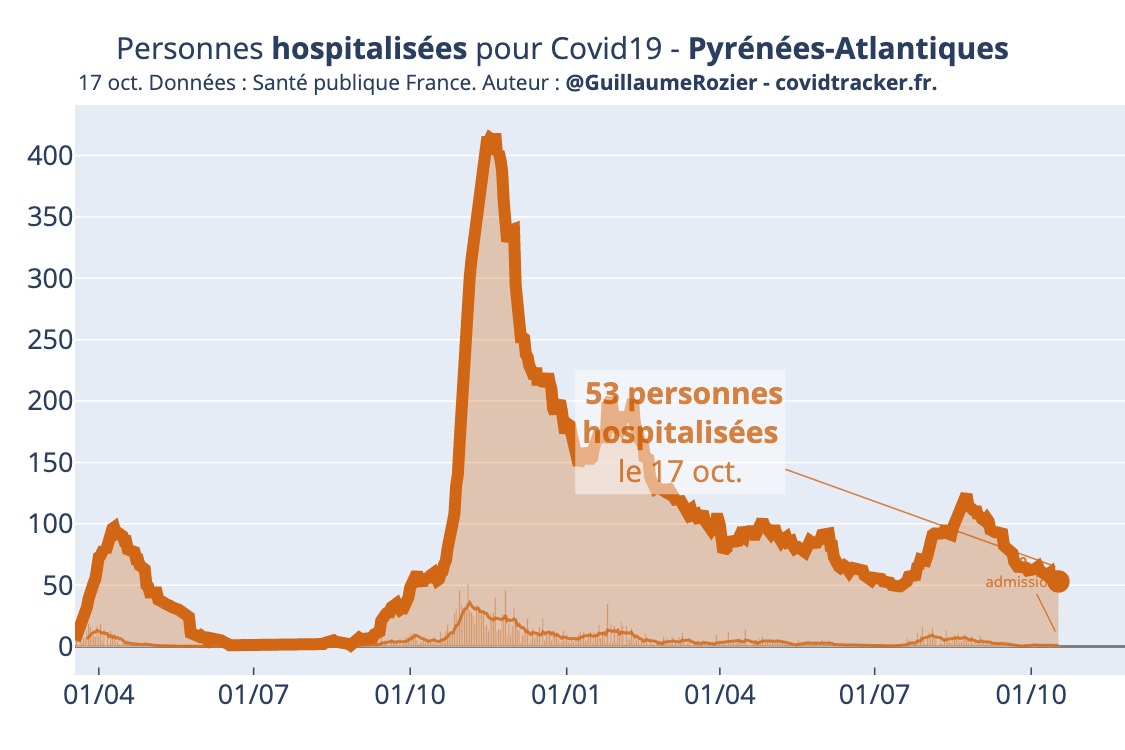 Personnes hospitalisées pour Covid19 - Pyrénées-Atlantiques
17 oct. Données : Santé publique France. Auteur : @GuillaumeRozier - covidtracker.fr.
400
350
300
250
200
150
100
50
0
53 personnes
hospitalisées
le 17 oct.
01/04 01/07 01/10 01/01 01/04 01/07 01/10